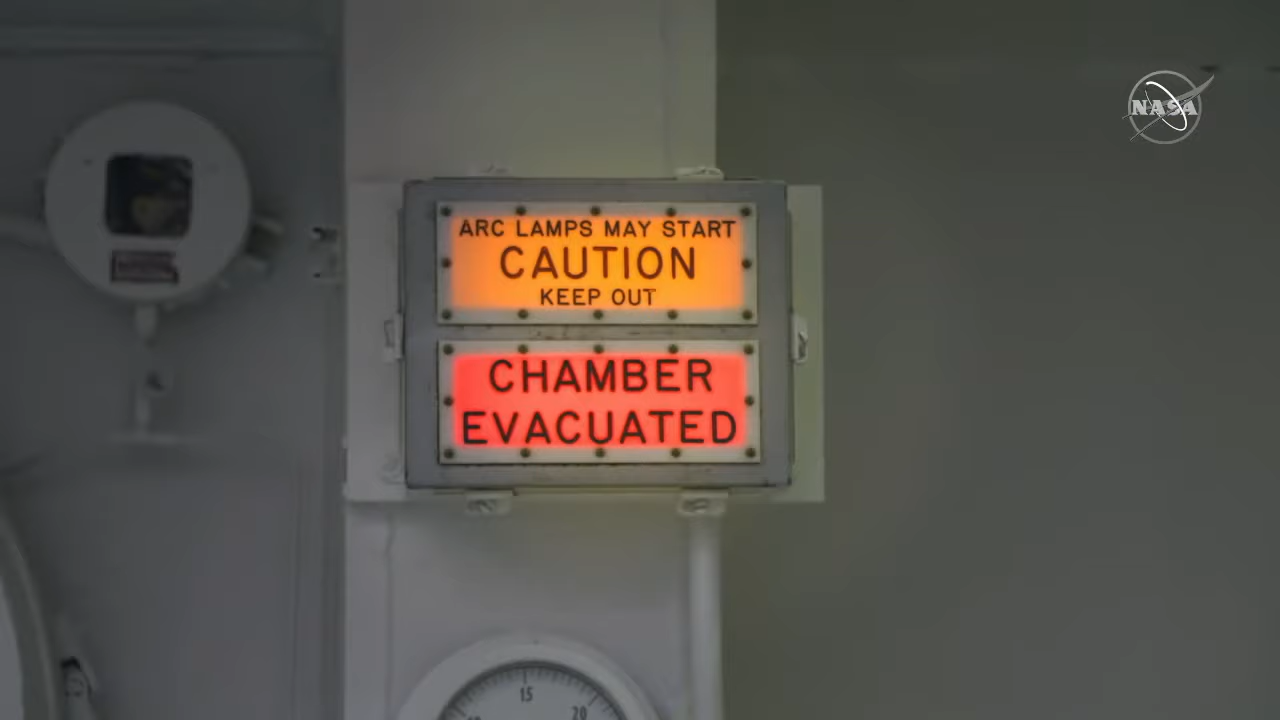 NASA
ARC LAMPS MAY START
CAUTION
KEEP OUT
CHAMBER
EVACUATED
15
20